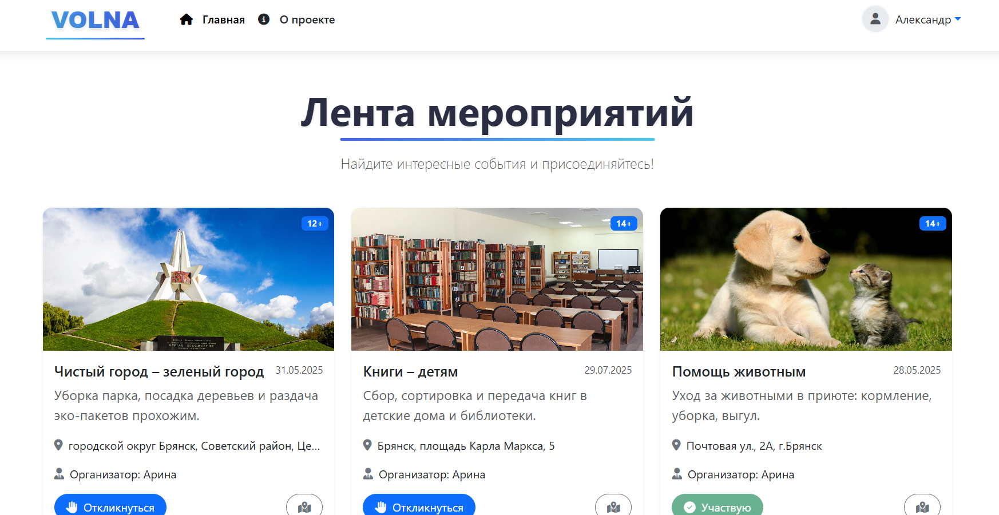 VOLNA
Главная
О проекте
Александр
Лента мероприятий
Найдите интересные события и присоединяйтесь!
12+
КУРГАН БЕССМЕРТИЯ
Чистый город – зеленый город
31.05.2025
Уборка парка, посадка деревьев и раздача
эко-пакетов прохожим.
городской округ Брянск, Советский район, Це...
Организатор: Арина
Откликнуться
14+
Книги – детям
29.07.2025
Сбор, сортировка и передача книг в
детские дома и библиотеки.
Брянск, площадь Карла Маркса, 5
Организатор: Арина
Откликнуться
14+
Помощь животным
28.05.2025
Уход за животными в приюте: кормление,
уборка, выгул.
Почтовая ул., 2А, г.Брянск
Организатор: Арина
Участвую